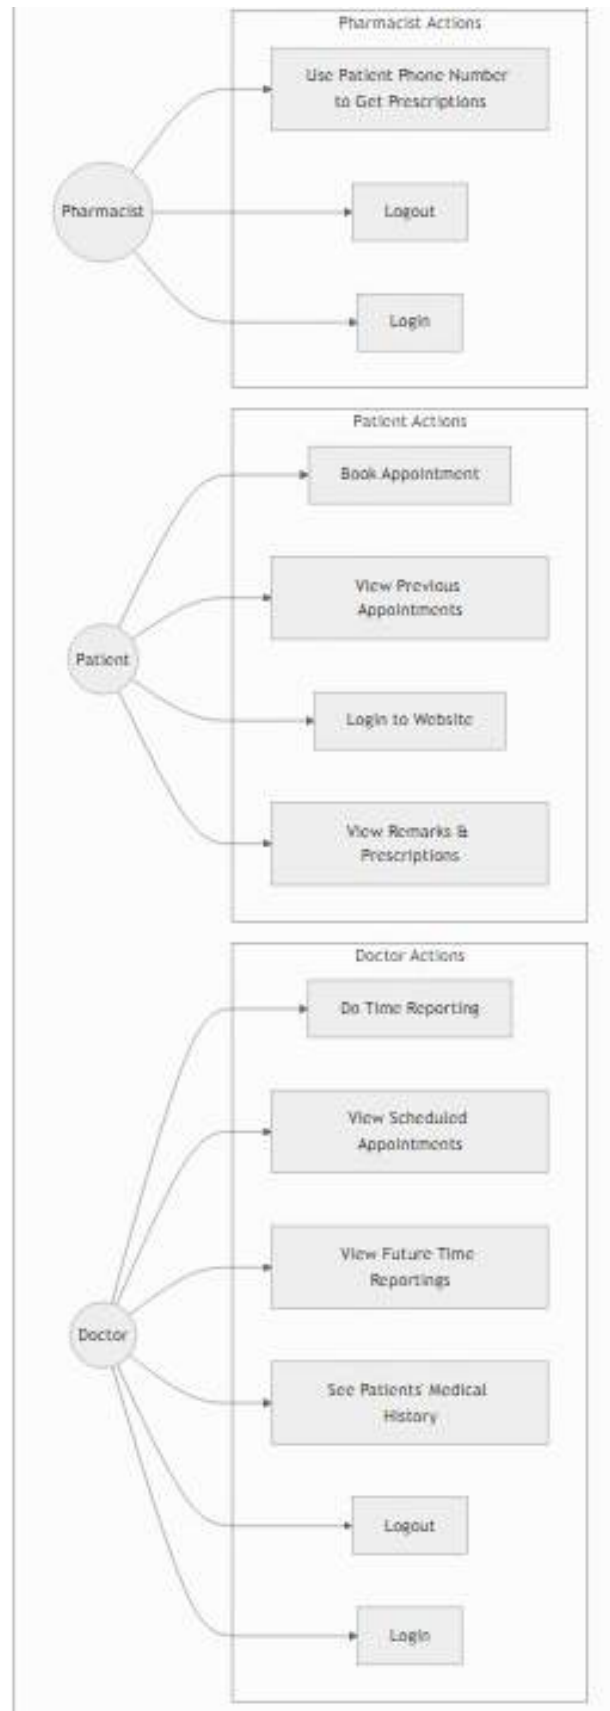 Pharmacist Actions
Use Patient Phone Number
to Get Prescriptions
Pharmacist
Logout
Login
Patient Actions
Book Appointment
View Previous
Appointments
Patient
Login to Website
View Remarks &
Prescriptions
Doctor Actions
Do Time Reporting
View Scheduled
Appointments
View Future Time
Reportings
Doctor
See Patients' Medical
History
Logout
Login